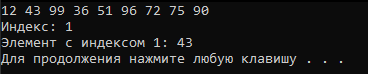 12 43 99 36 51 96 72 75 90
Индекс: 1
Элемент с индексом 1: 43
Для продолжения нажмите любую клавишу . . .